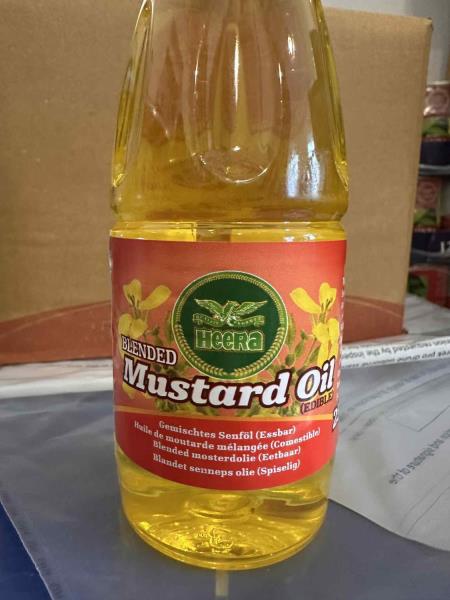 HEERA
BLENDED
Mustard Oil
(EDIBLE
Gemischtes Senföl (Essbar)
Huile de moutarde mélangée (Comestible)
Blended mosterdolie (Eetbaar)
Blandet senneps olie (Spiselig)